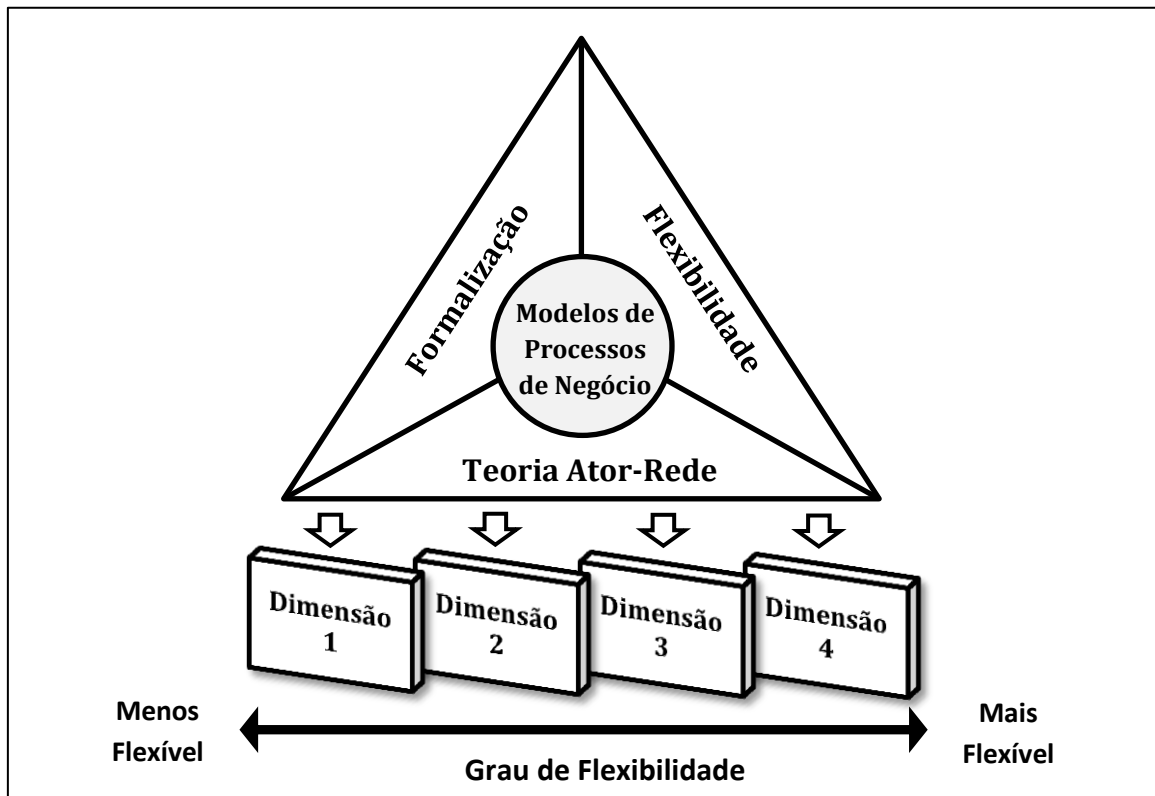 Formalização
Flexibilidade
Modelos de
Processos
de Negócio
Teoria Ator-Rede
Dimensão
1
Dimensão
2
Dimensão
3
Dimensão
4
Menos
Flexível
Mais
Flexível
Grau de Flexibilidade